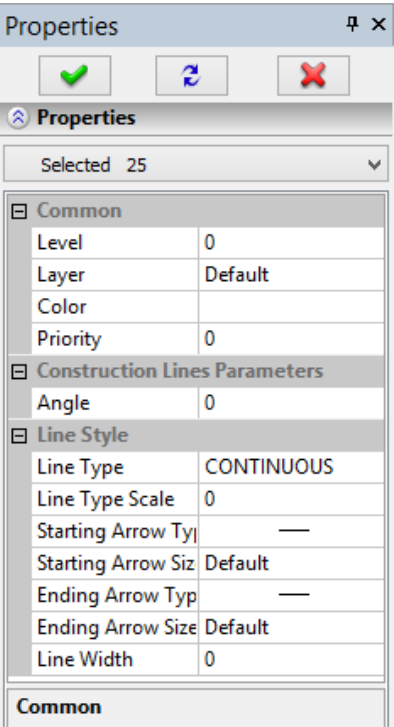 Properties
Properties
Selected 25
Common
Level 0
Layer Default
Color
Priority 0
Construction Lines Parameters
Angle 0
Line Style
Line Type CONTINUOUS
Line Type Scale 0
Starting Arrow Typ
Starting Arrow Siz Default
Ending Arrow Typ
Ending Arrow Size Default
Line Width 0
Common